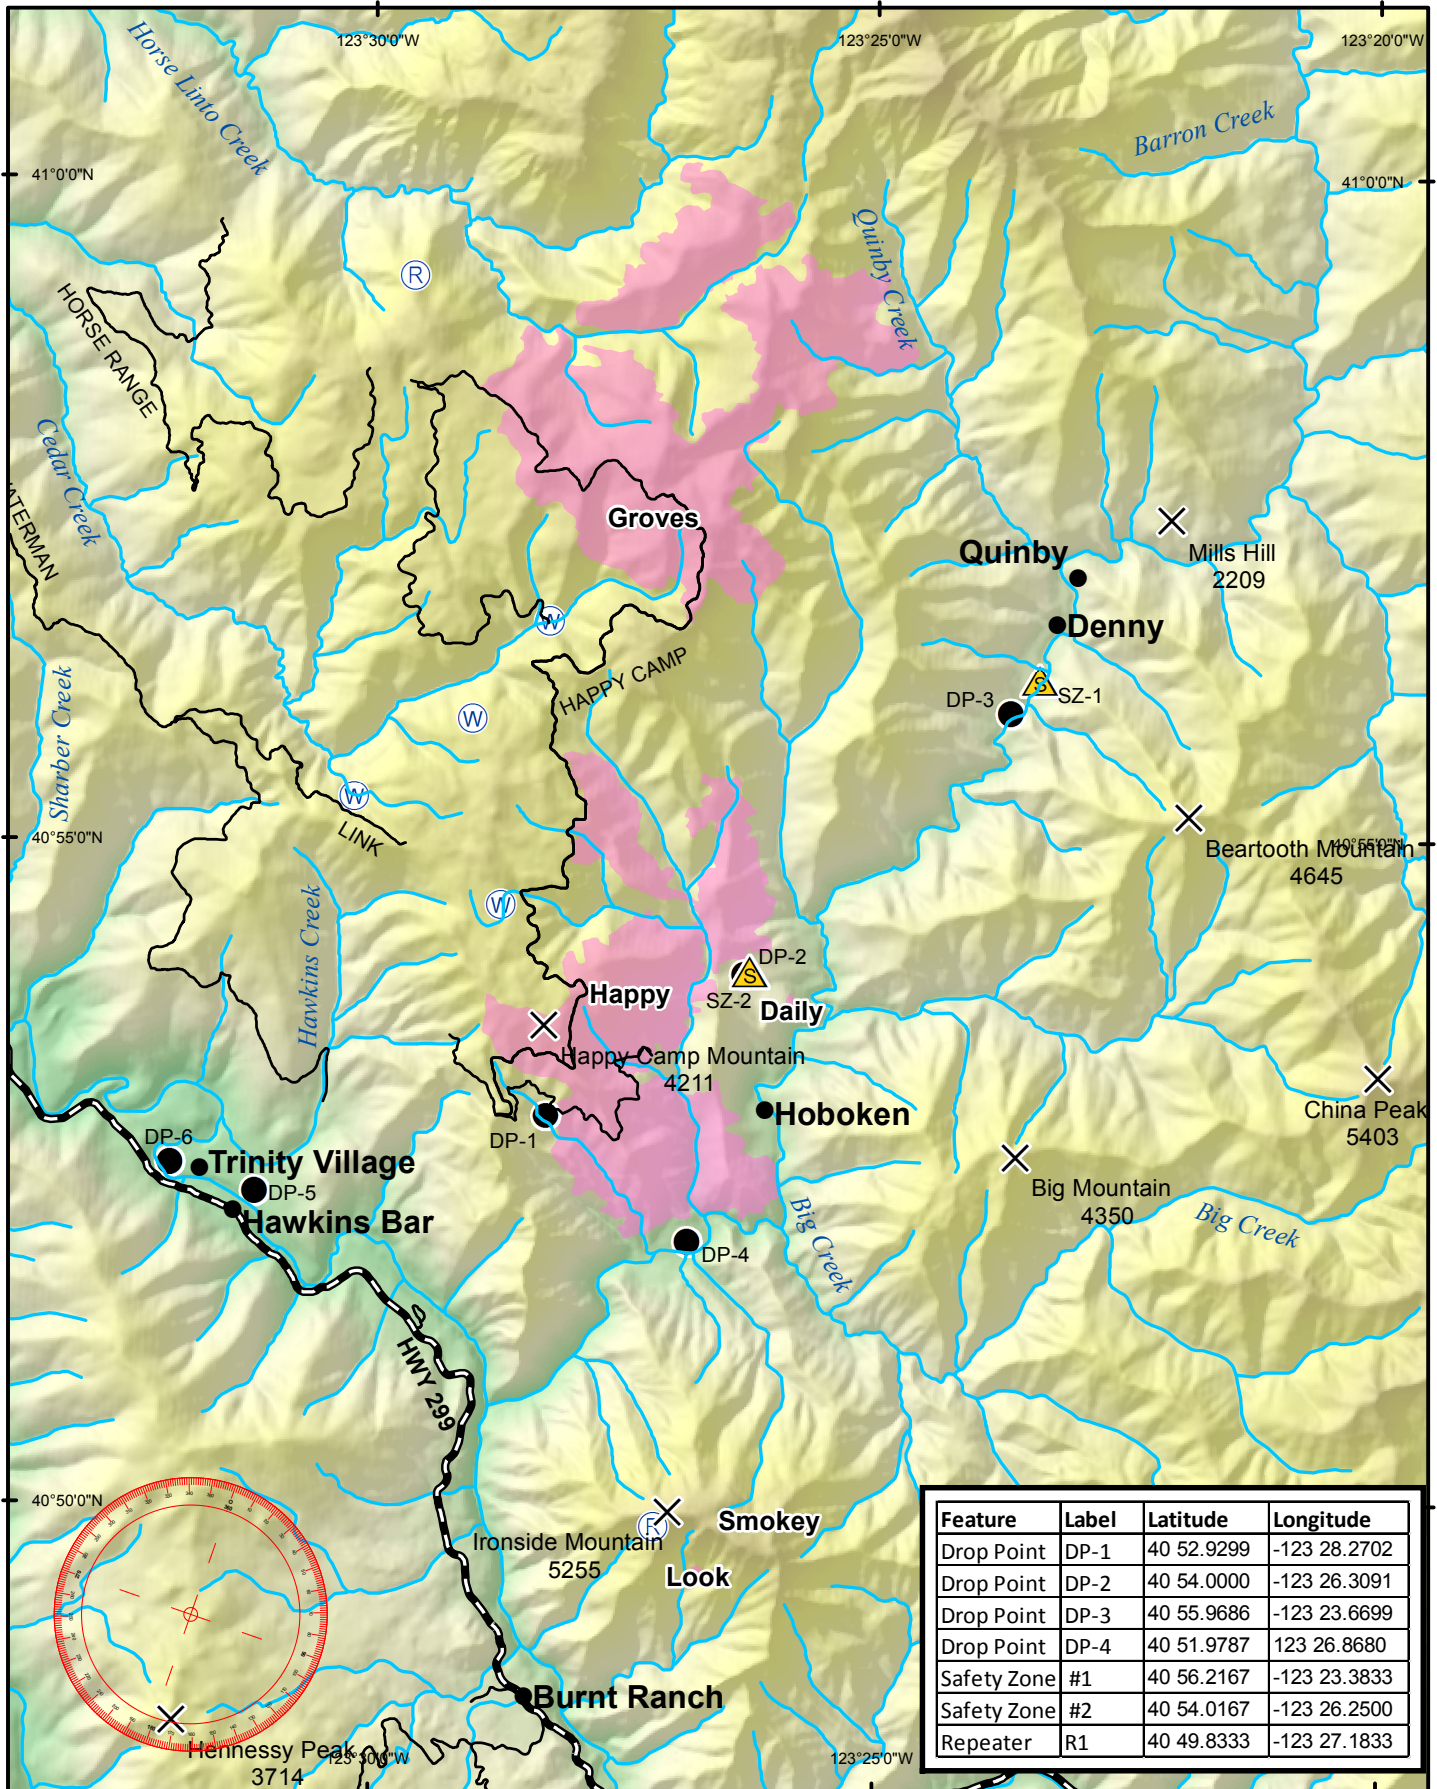 123°30'0"W
123°25'0"W
123°20'0"W
Horse Linto Creek
Barron Creek
41°0'0"N
41°0'0"N
Quinby Creek
R
HORSE RANGE
Cedar Creek
Groves
Quinby
Mills Hill
2209
WATERMAN
W
Denny
HAPPY CAMP
S
SZ-1
DP-3
Sharber Creek
W
W
LINK
40°55'0"N
40°55'0"N
Beartooth Mountain
4645
Hawkins Creek
W
DP-2
S
SZ-2
Happy
Daily
Happy Camp Mountain
4211
China Peak
5403
DP-1
Hoboken
DP-6
Trinity Village
DP-5
Hawkins Bar
Big Mountain
4350
Big Creek
Big Creek
DP-4
HWY 299
40°50'0"N
R
Smokey
Ironside Mountain
5255
Look
Burnt Ranch
Hennessy Peak
3714
123°30'0"W
123°25'0"W
Feature Label Latitude Longitude
Drop Point DP-1 40 52.9299 -123 28.2702
Drop Point DP-2 40 54.0000 -123 26.3091
Drop Point DP-3 40 55.9686 -123 23.6699
Drop Point DP-4 40 51.9787 123 26.8680
Safety Zone #1 40 56.2167 -123 23.3833
Safety Zone #2 40 54.0167 -123 26.2500
Repeater R1 40 49.8333 -123 27.1833